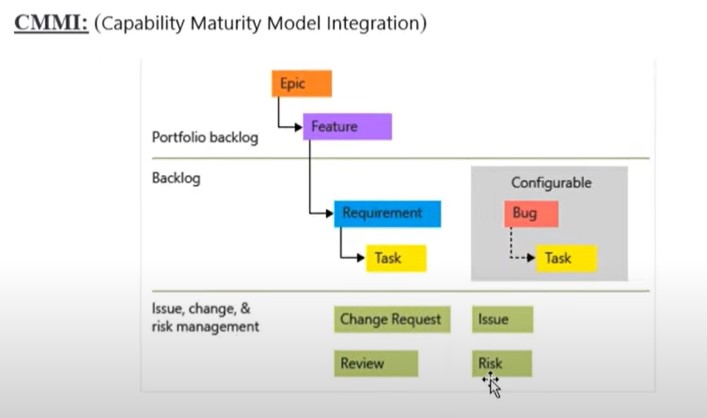 CMMI: (Capability Maturity Model Integration)
Epic
Feature
Portfolio backlog
Backlog
Configurable
Requirement
Bug
Task
Task
Issue, change, &
risk management
Change Request
Issue
Review
Risk